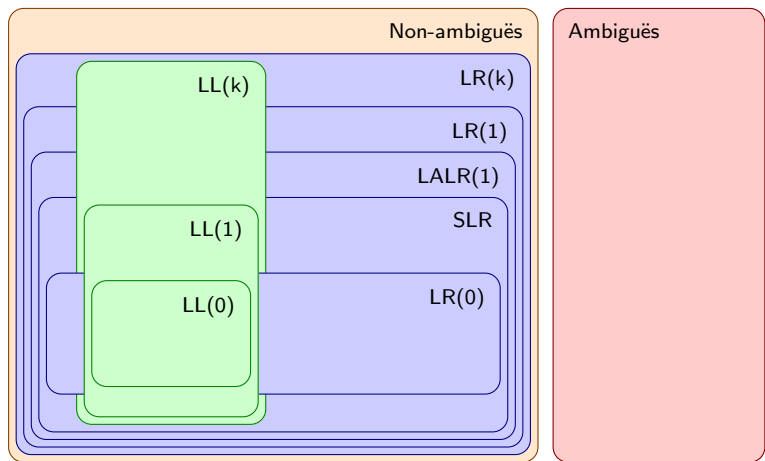 Non-ambiguës
Ambiguës
LR(k)
LL(k)
LR(1)
LALR(1)
SLR
LL(1)
LR(0)
LL(0)